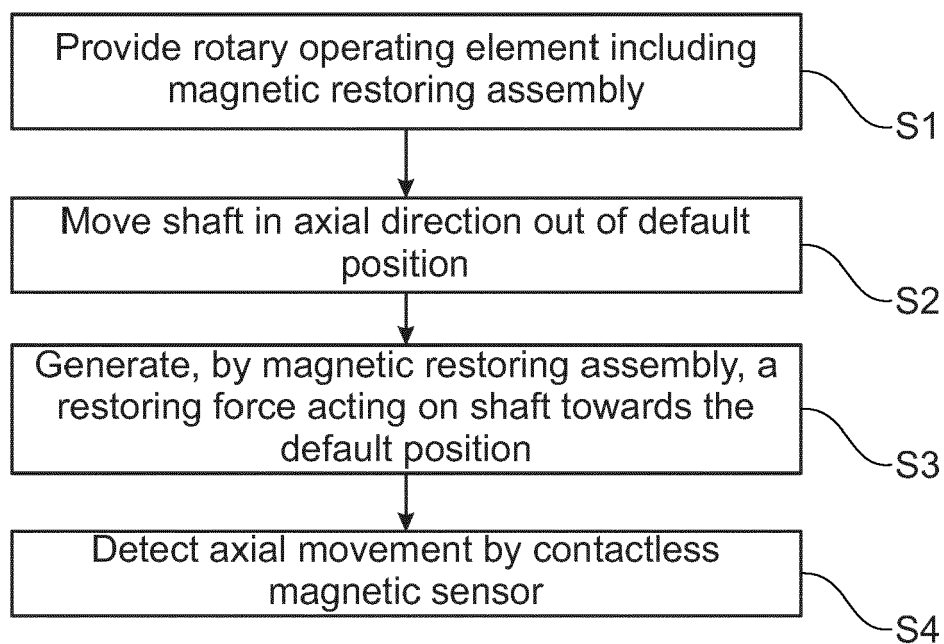 Provide rotary operating element including
magnetic restoring assembly
S1
Move shaft in axial direction out of default
position
S2
Generate, by magnetic restoring assembly, a
restoring force acting on shaft towards the
default position
S3
Detect axial movement by contactless
magnetic sensor
S4